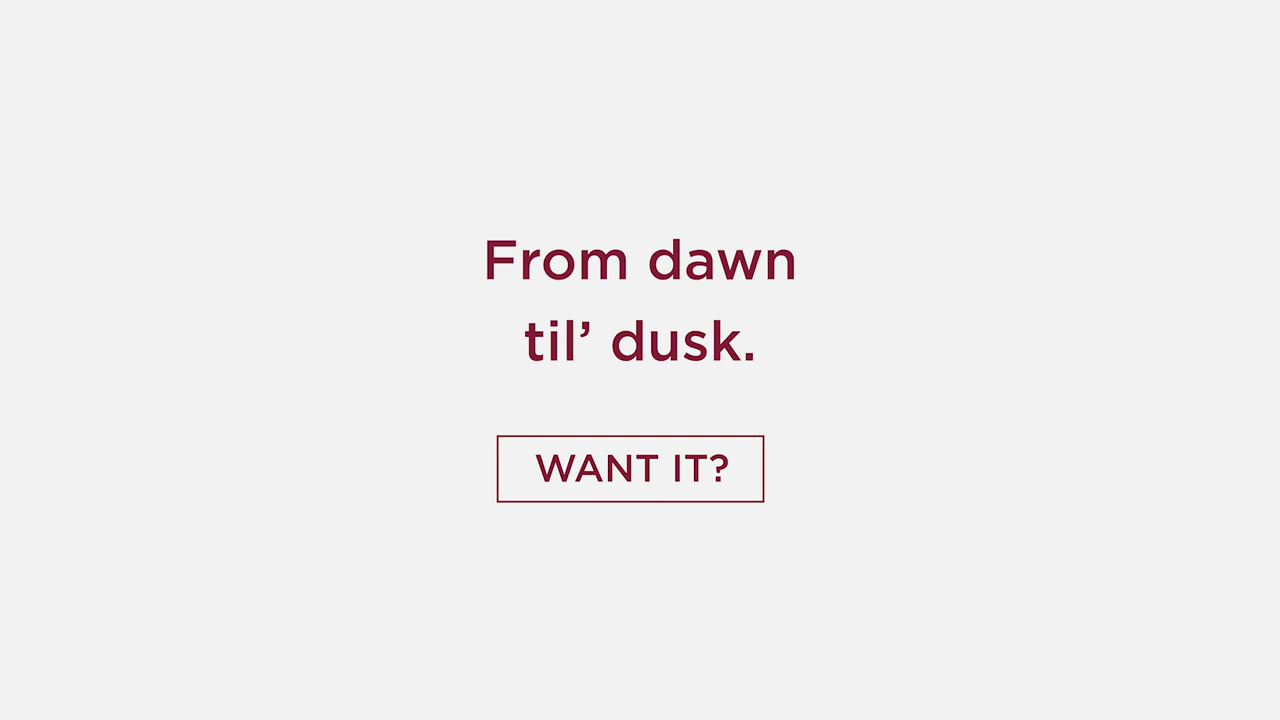 From dawn
til’ dusk.
WANT IT?